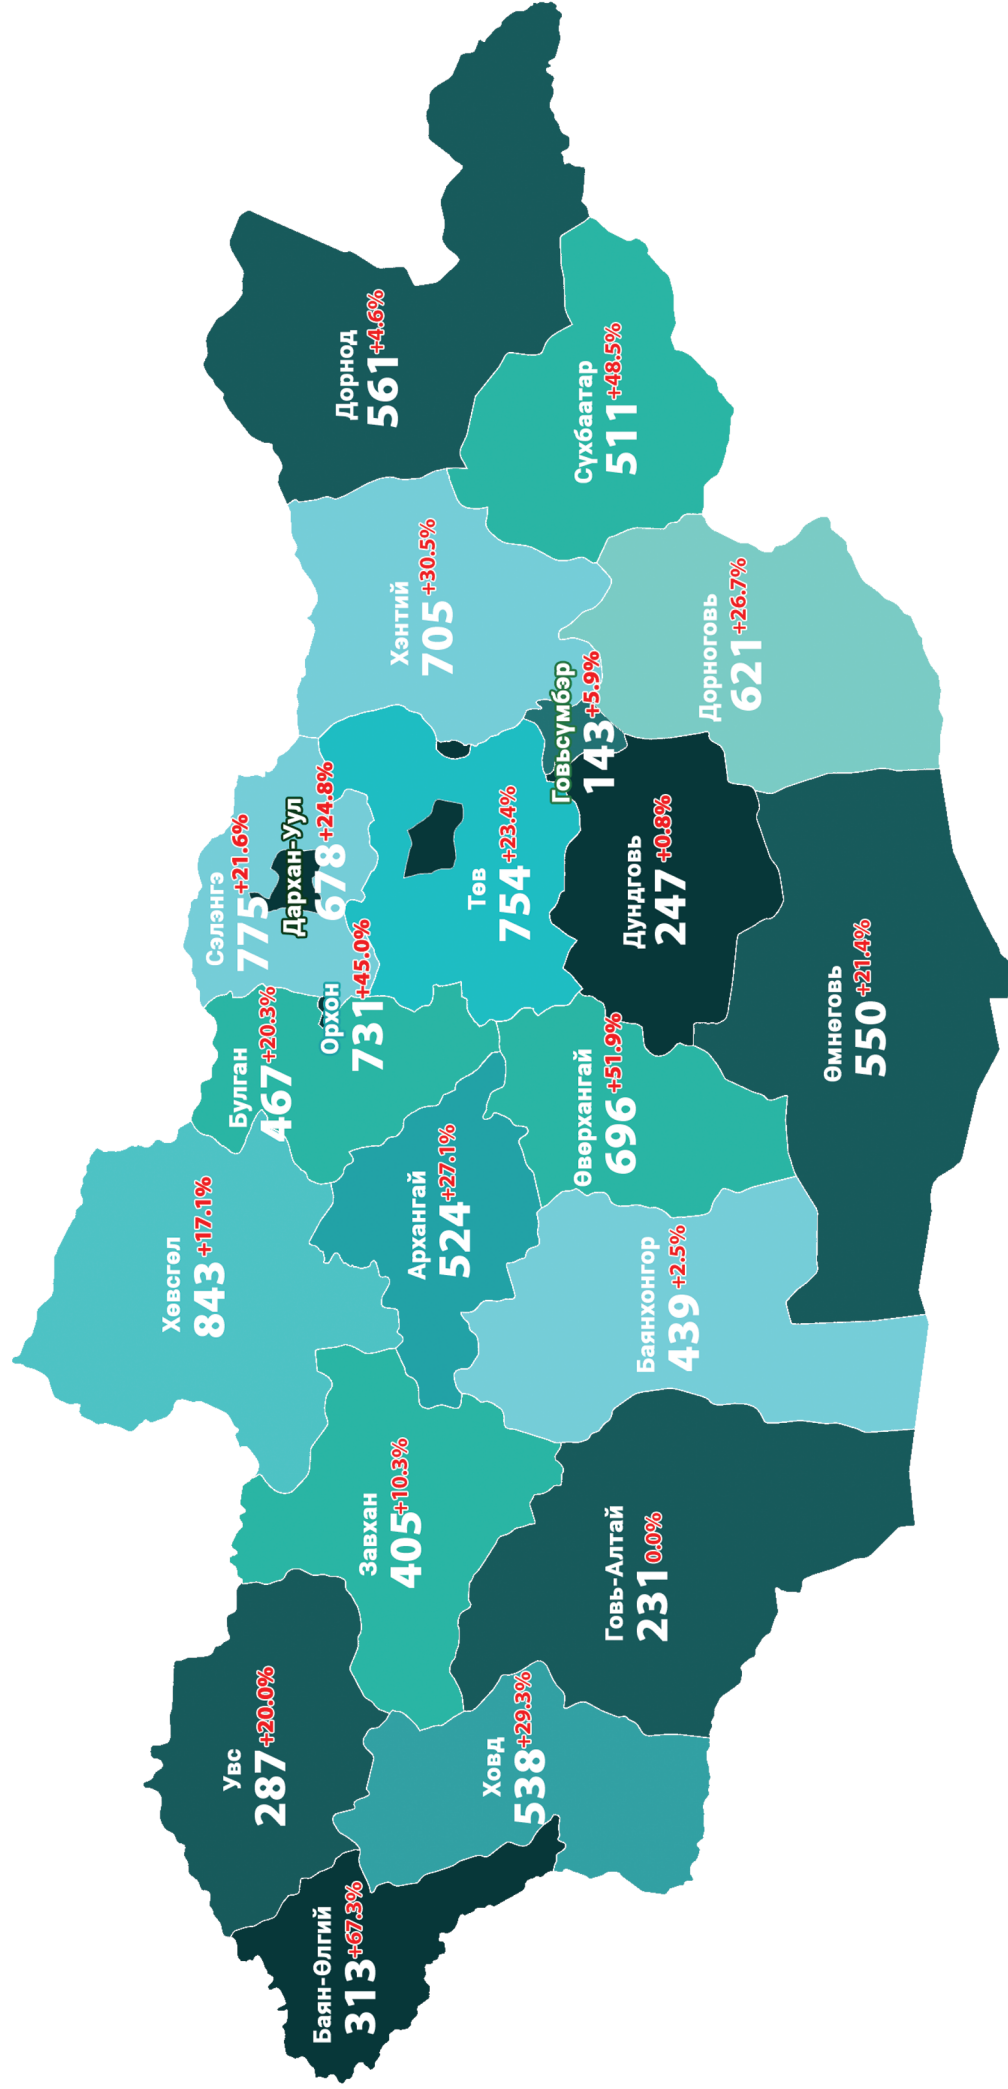 Баян-Өлгий
313 +67.3%
Увс
287 +20.0%
Ховд
538 +29.3%
Завхан
405 +10.3%
Говь-Алтай
231 0.0%
Хөвсгөл
843 +17.1%
Архангай
524 +27.1%
Баянхонгор
439 +2.5%
Булган
467 +20.3%
Орхон
731 +45.0%
Өвөрхангай
696 +51.9%
Өмнөговь
550 +21.4%
Сэлэнгэ
775 +21.6%
Дархан-Уул
678 +24.8%
Төв
754 +23.4%
Дундговь
247 +0.8%
Говьсүмбэр
143 +5.9%
Хэнтий
705 +30.5%
Дорноговь
621 +26.7%
Дорнод
561 +4.6%
Сүхбаатар
511 +48.5%